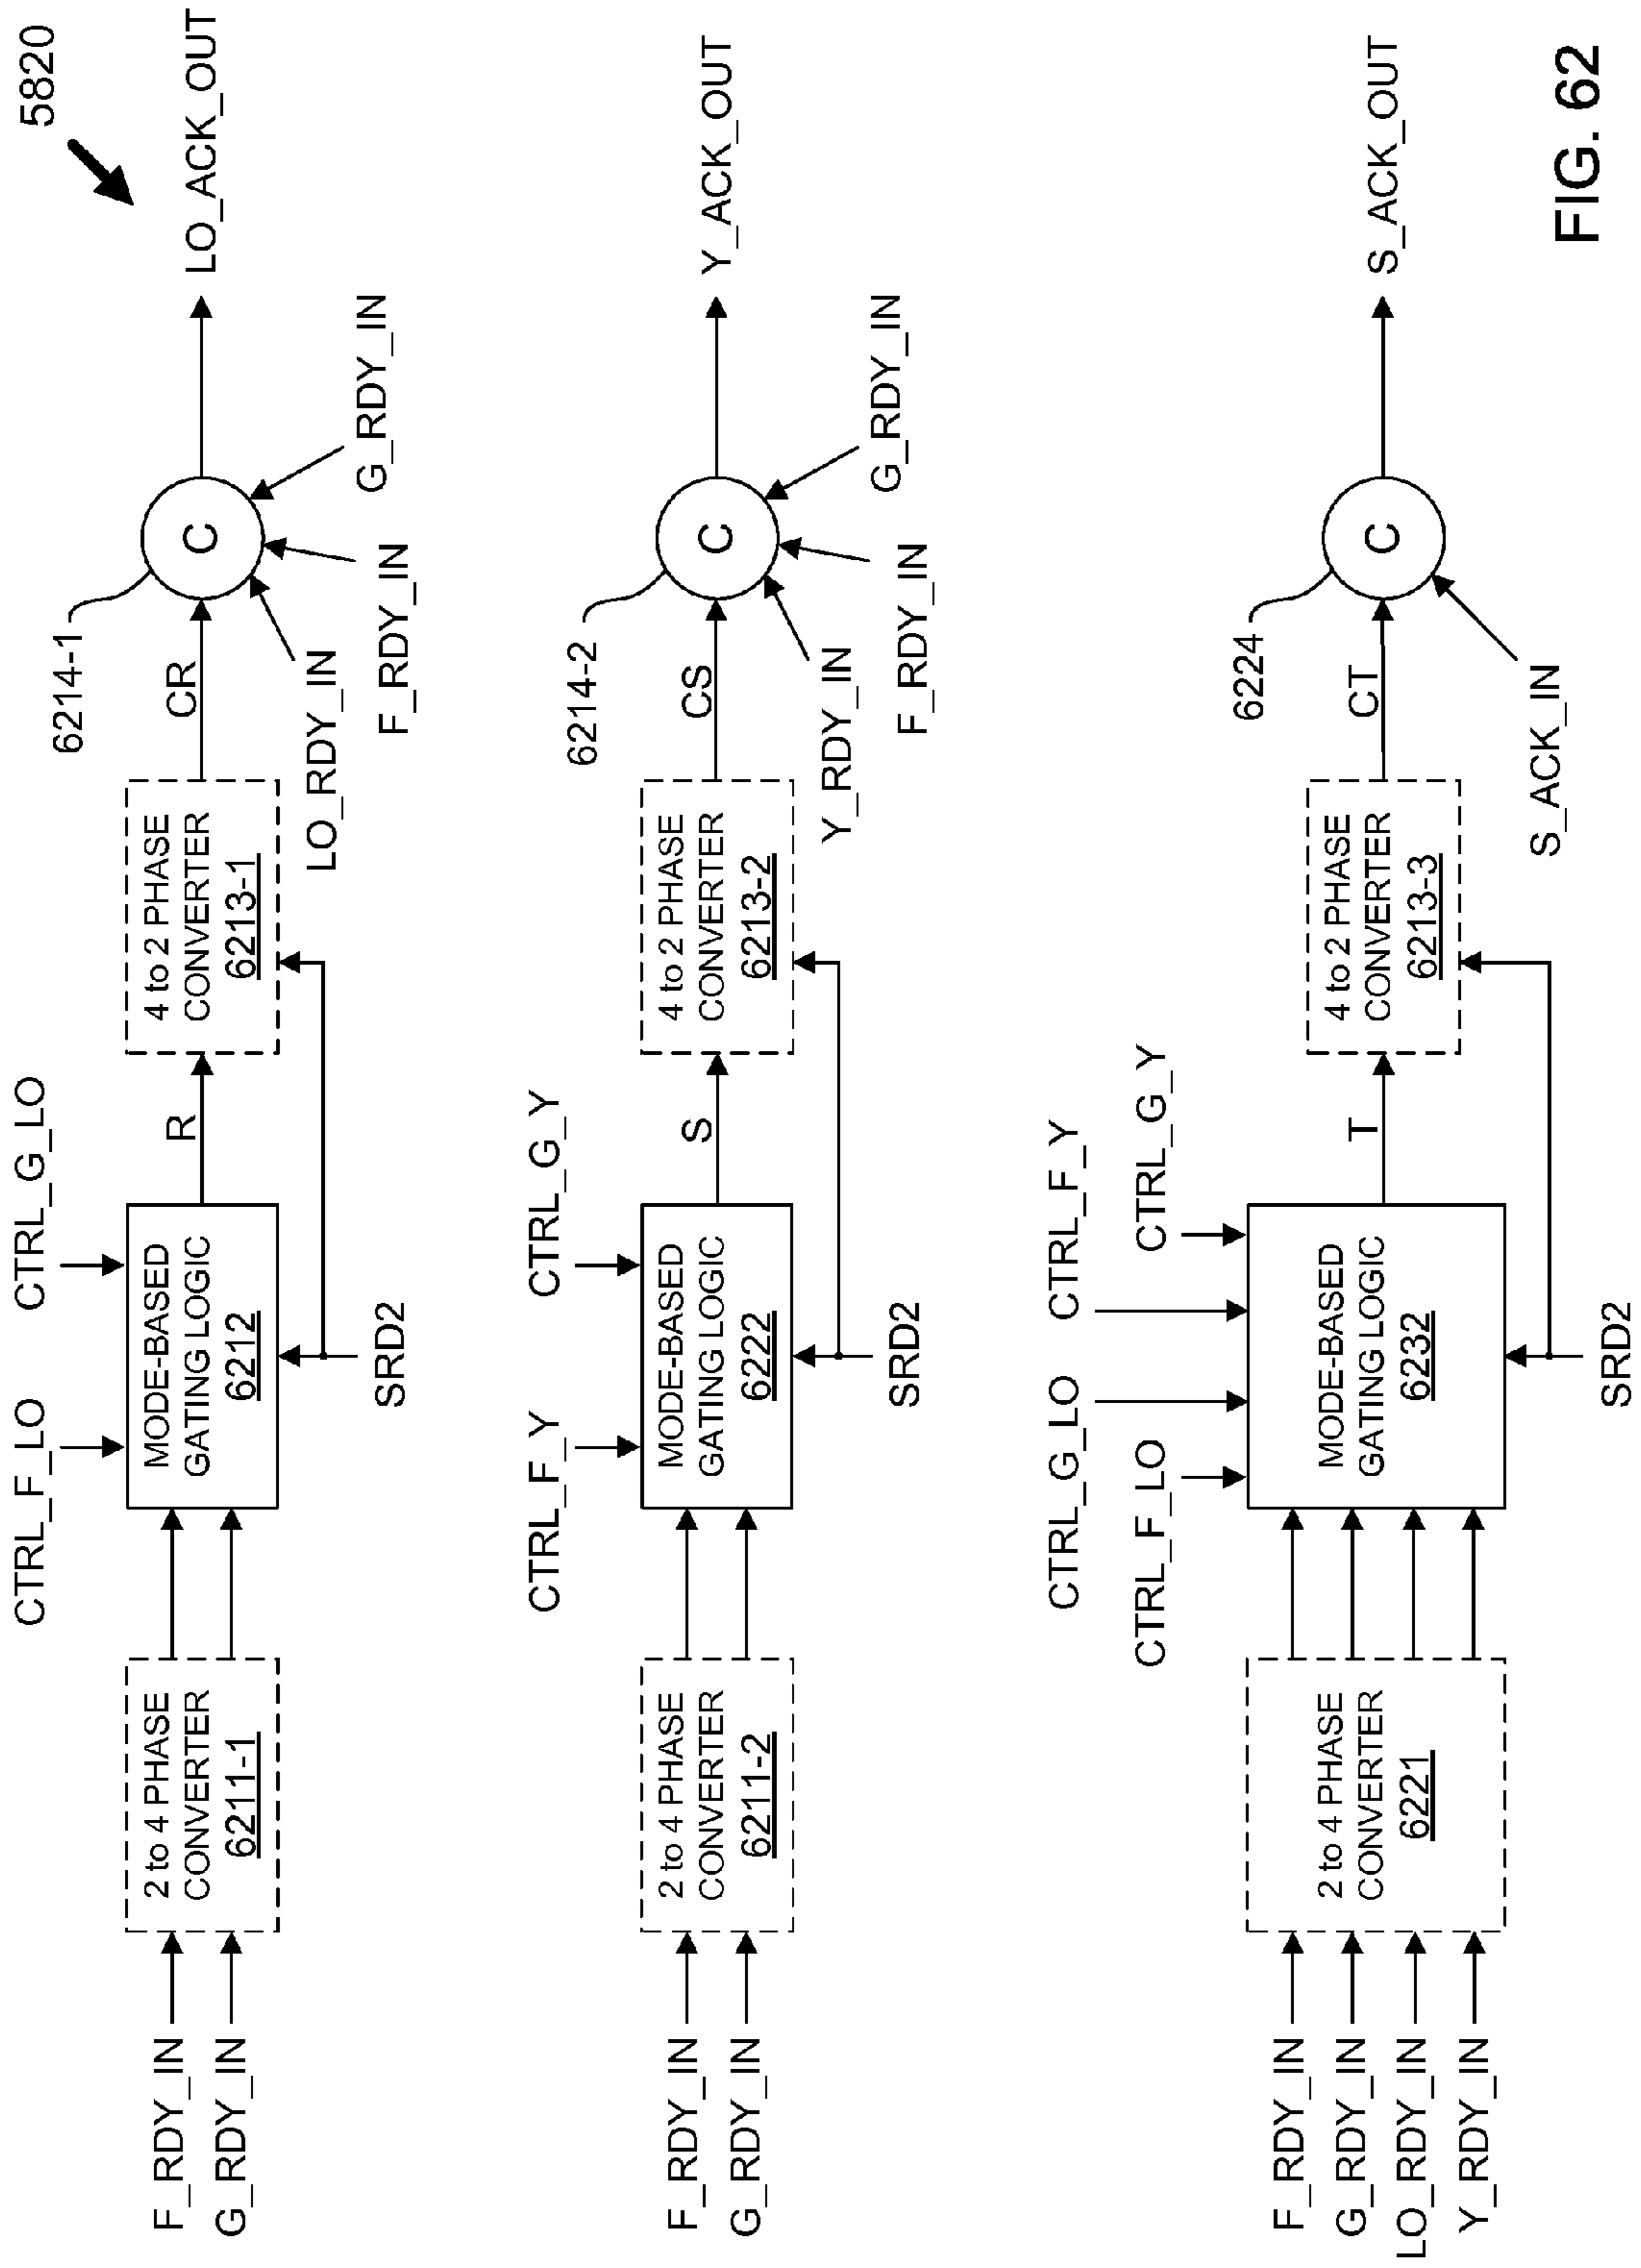 5820
F_RDY_IN
G_RDY_IN
2 to 4 PHASE
CONVERTER
6211-1
CTRL_F_LO
CTRL_G_LO
MODE-BASED
GATING LOGIC
6212
SRD2
R
4 to 2 PHASE
CONVERTER
6213-1
CR
6214-1
C
LO_RDY_IN
F_RDY_IN
G_RDY_IN
LO_ACK_OUT
F_RDY_IN
G_RDY_IN
2 to 4 PHASE
CONVERTER
6211-2
CTRL_F_Y
CTRL_G_Y
MODE-BASED
GATING LOGIC
6222
SRD2
S
4 to 2 PHASE
CONVERTER
6213-2
CS
6214-2
C
Y_RDY_IN
F_RDY_IN
G_RDY_IN
Y_ACK_OUT
F_RDY_IN
G_RDY_IN
LO_RDY_IN
Y_RDY_IN
2 to 4 PHASE
CONVERTER
6221
CTRL_G_LO
CTRL_F_Y
CTRL_F_LO
CTRL_G_Y
MODE-BASED
GATING LOGIC
6232
SRD2
T
4 to 2 PHASE
CONVERTER
6213-3
CT
6224
C
S_ACK_IN
S_ACK_OUT
FIG. 62